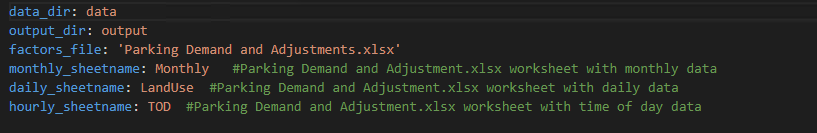 data_dir: data
output_dir: output
factors_file: 'Parking Demand and Adjustments.xlsx'
monthly_sheetname: Monthly   #Parking Demand and Adjustment.xlsx worksheet with monthly data
daily_sheetname: LandUse  #Parking Demand and Adjustment.xlsx worksheet with daily data
hourly_sheetname: TOD  #Parking Demand and Adjustment.xlsx worksheet with time of day data